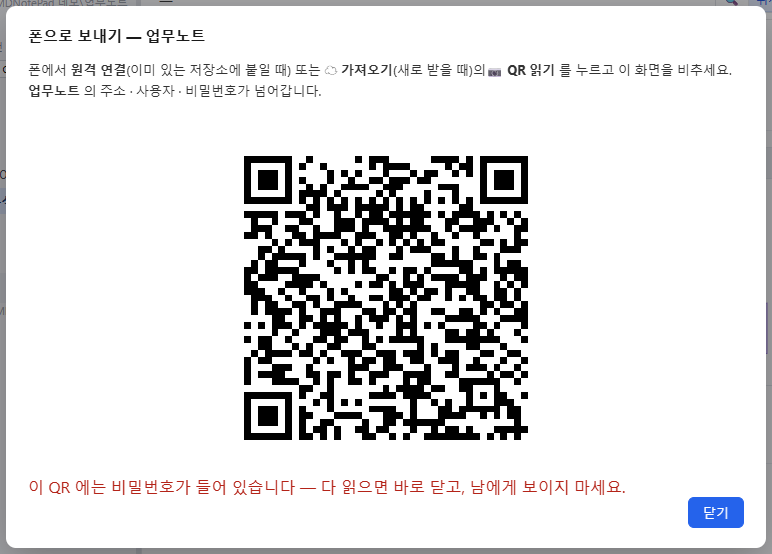 폰으로 보내기 — 업무노트
폰에서 원격 연결(이미 있는 저장소에 붙일 때) 또는 ☁ 가져오기(새로 받을 때)의 📷 QR 읽기 를 누르고 이 화면을 비추세요.
업무노트 의 주소 · 사용자 · 비밀번호가 넘어갑니다.
이 QR 에는 비밀번호가 들어 있습니다 — 다 읽으면 바로 닫고, 남에게 보이지 마세요.
닫기